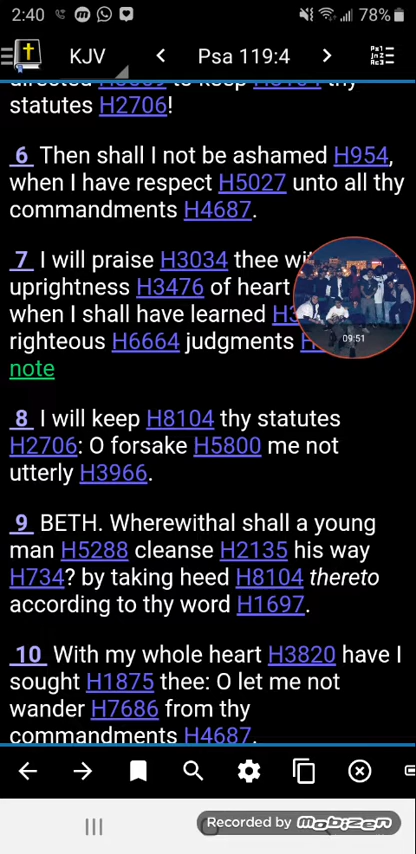 2:40 78%
KJV Psa 119:4
statutes H2706!
6 Then shall I not be ashamed H954,
when I have respect H5027 unto all thy
commandments H4687.
7 I will praise H3034 thee
uprightness H3476 of heart
when I shall have learned
righteous H6664 judgments
09:51
note
8 I will keep H8104 thy statutes
H2706: O forsake H5800 me not
utterly H3966.
9 BETH. Wherewithal shall a young
man H5288 cleanse H2135 his way
H734? by taking heed H8104 thereto
according to thy word H1697.
10 With my whole heart H3820 have I
sought H1875 thee: O let me not
wander H7686 from thy
commandments H4687.
Recorded by MOBIZEN